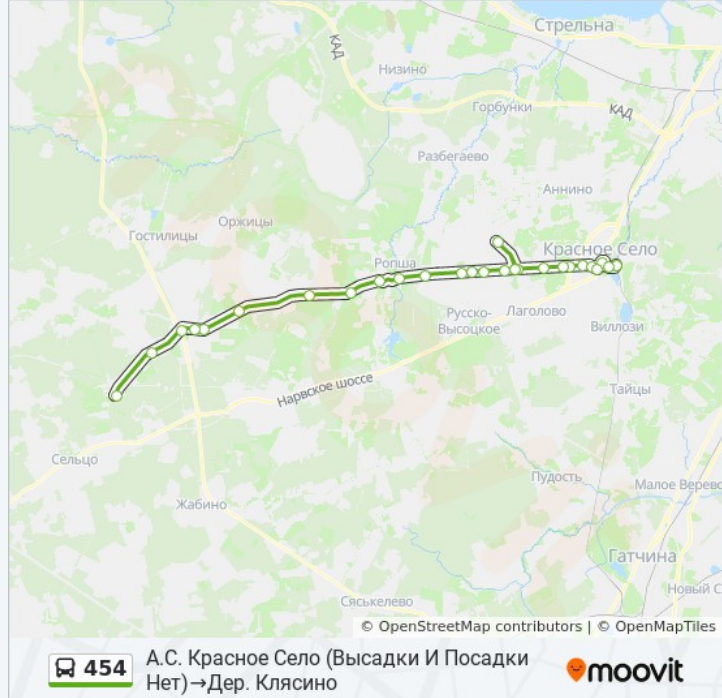 Стрельна
КАД
Низино
Горбунки
КАД
Разбегаево
Аннино
Оржицы
Гостилицы
Красное Село
Ропша
Русско-
Высоцкое
Лаголово
Виллози
Нарвское шоссе
Тайцы
Сельцо
Пудость
Малое Верево
Жабино
Гатчина
Новый С
Сяськелево
© OpenStreetMap contributors | © OpenMapTiles
454
А.С. Красное Село (Высадки И Посадки
Нет)→Дер. Клясино
moovit